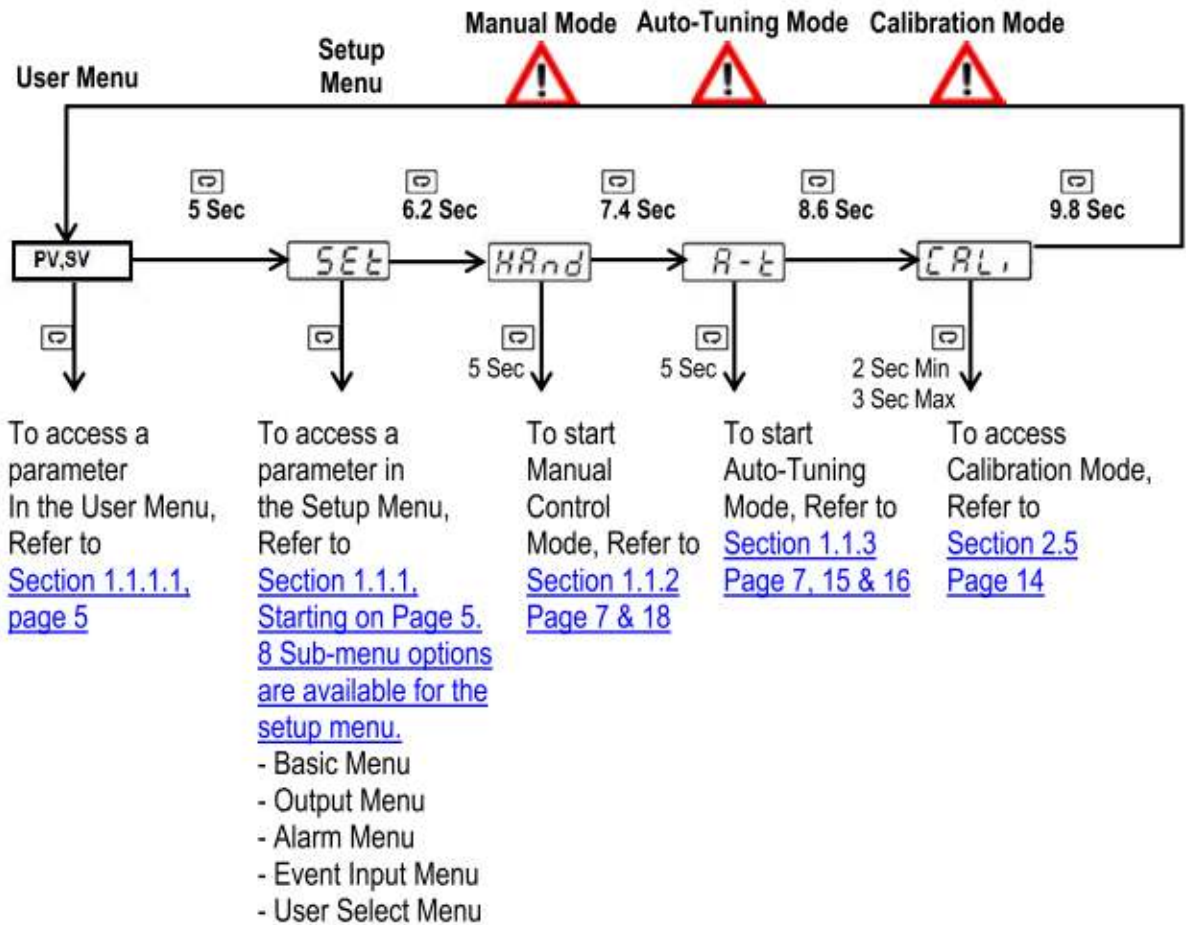 Manual Mode Auto-Tuning Mode Calibration Mode
Setup
Menu
User Menu
5 Sec
6.2 Sec
7.4 Sec
8.6 Sec
9.8 Sec
PV,SV
SEt
HAnd
A-t
CALi
5 Sec
5 Sec
2 Sec Min
3 Sec Max
To access a
parameter
In the User Menu,
Refer to
Section 1.1.1.1,
page 5
To access a
parameter in
the Setup Menu,
Refer to
Section 1.1.1,
Starting on Page 5.
8 Sub-menu options
are available for the
setup menu.
- Basic Menu
- Output Menu
- Alarm Menu
- Event Input Menu
- User Select Menu
To start
Manual
Control
Mode, Refer to
Section 1.1.2
Page 7 & 18
To start
Auto-Tuning
Mode, Refer to
Section 1.1.3
Page 7, 15 & 16
To access
Calibration Mode,
Refer to
Section 2.5
Page 14